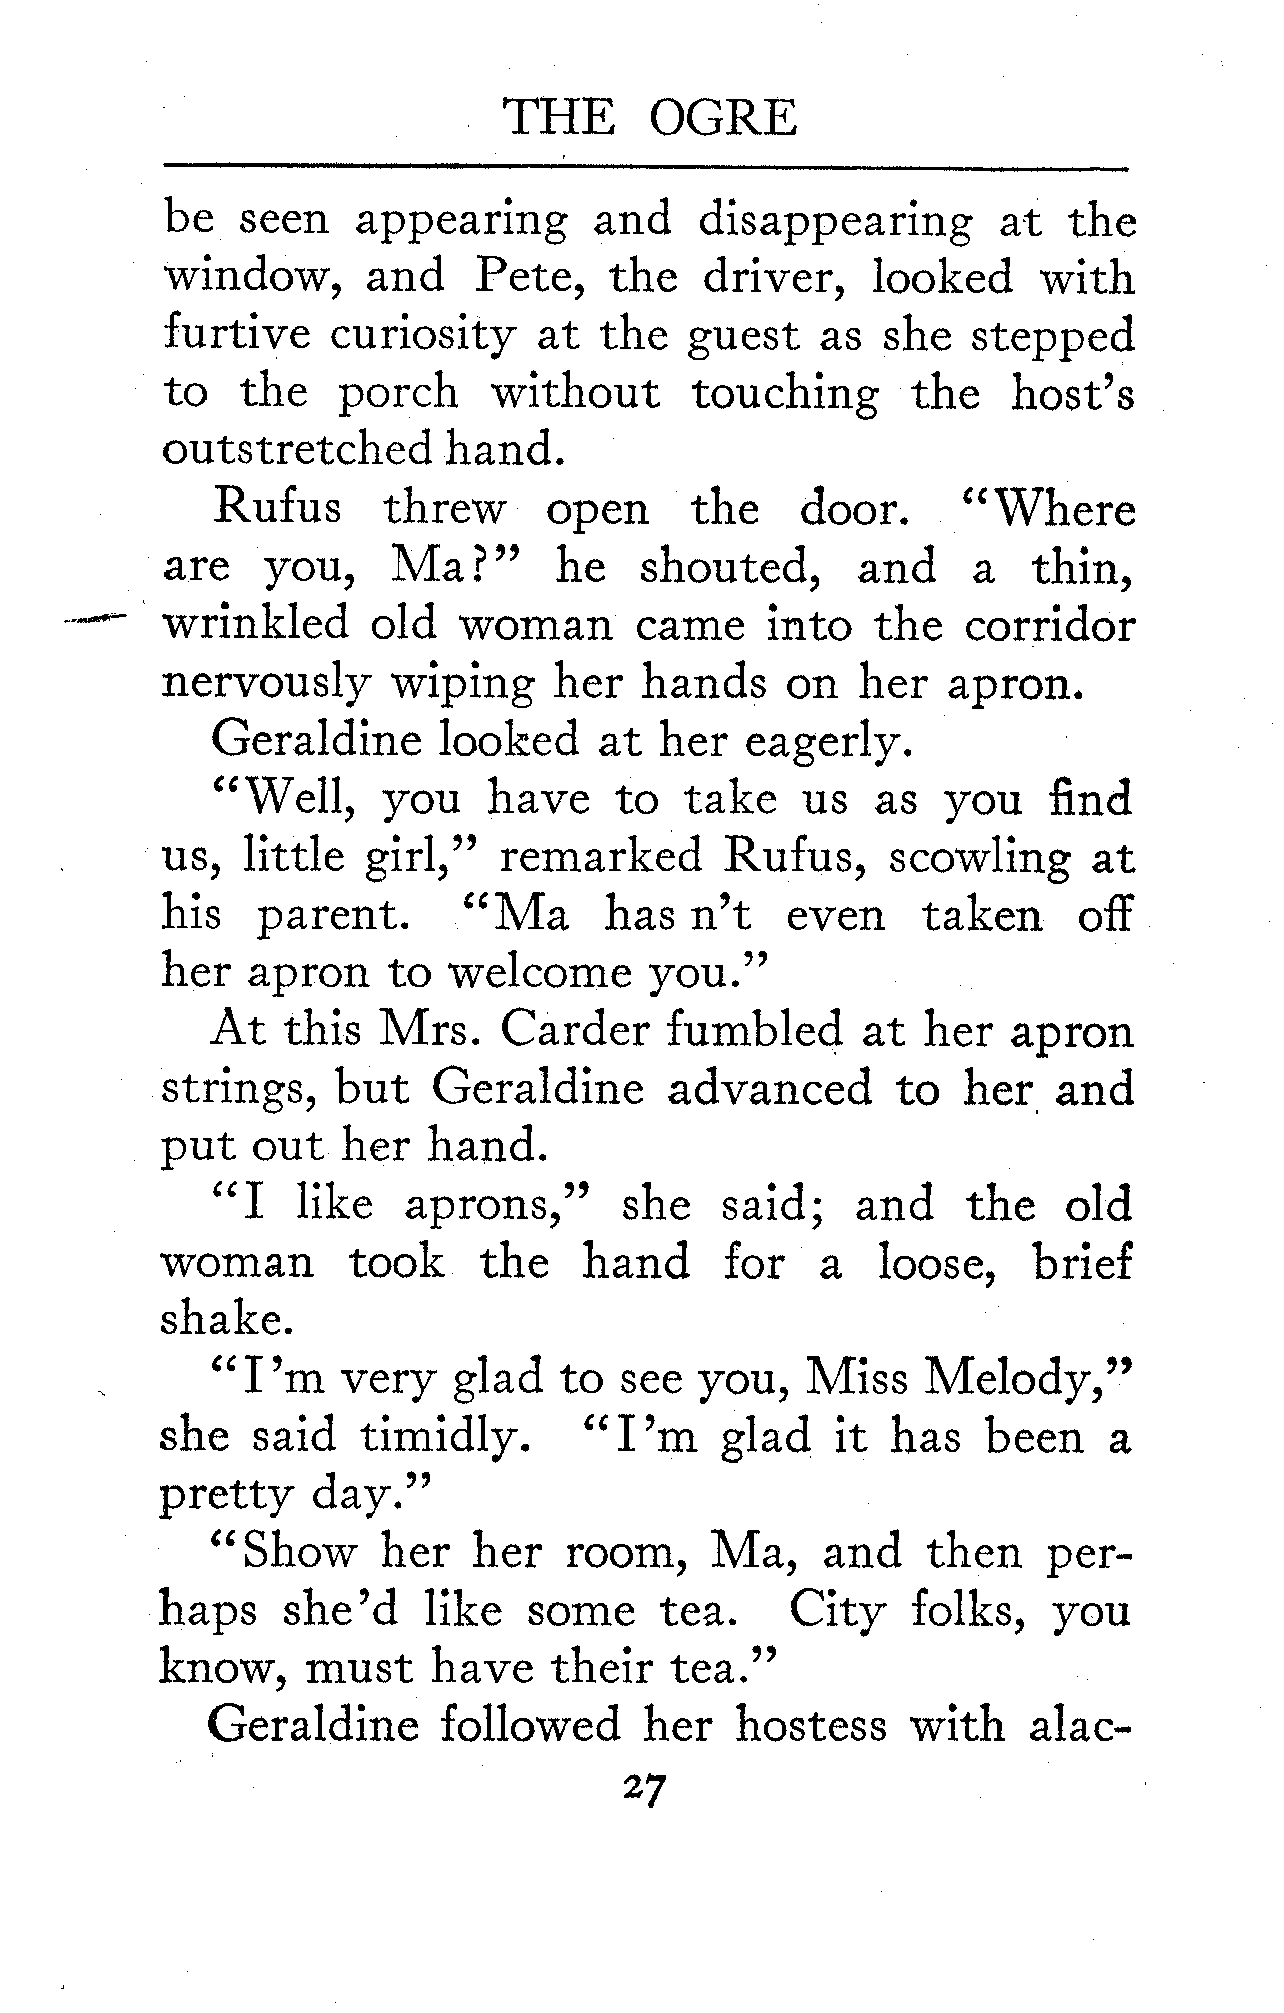 THE OGRE
be seen appearing and disappearing at the
window, and Pete, the driver, looked with
furtive curiosity at the guest as she stepped
to the porch without touching the host's
outstretched hand.
Rufus threw open the door. “Where
are you, Ma?” he shouted, and a thin,
wrinkled old woman came into the corridor
nervously wiping her hands on her apron.
Geraldine looked at her eagerly.
“Well, you have to take us as you find
us, little girl,” remarked Rufus, scowling at
his parent. “Ma has n't even taken off
her apron to welcome you.”
At this Mrs. Carder fumbled at her apron
strings, but Geraldine advanced to her and
put out her hand.
“I like aprons,” she said; and the old
woman took the hand for a loose, brief
shake.
“I'm very glad to see you, Miss Melody,”
she said timidly. “I'm glad it has been a
pretty day.”
“Show her her room, Ma, and then per-
haps she'd like some tea. City folks, you
know, must have their tea.”
Geraldine followed her hostess with alac-
27